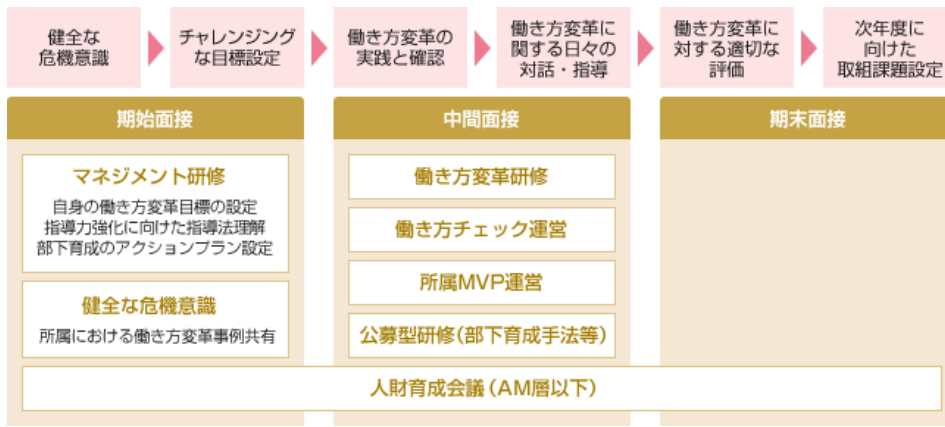 健全な
危機意識
チャレンジング
な目標設定
働き方変革の
実践と確認
働き方変革に
関する日々の
対話・指導
働き方変革に
対する適切な
評価
次年度に
向けた
取組課題設定
期始面接
マネジメント研修
自身の働き方変革目標の設定
指導力強化に向けた指導法理解
部下育成のアクションプラン設定
健全な危機意識
所属における働き方変革事例共有
中間面接
働き方変革研修
働き方チェック運営
所属MVP運営
公募型研修(部下育成手法等)
期末面接
人財育成会議(AM層以下)